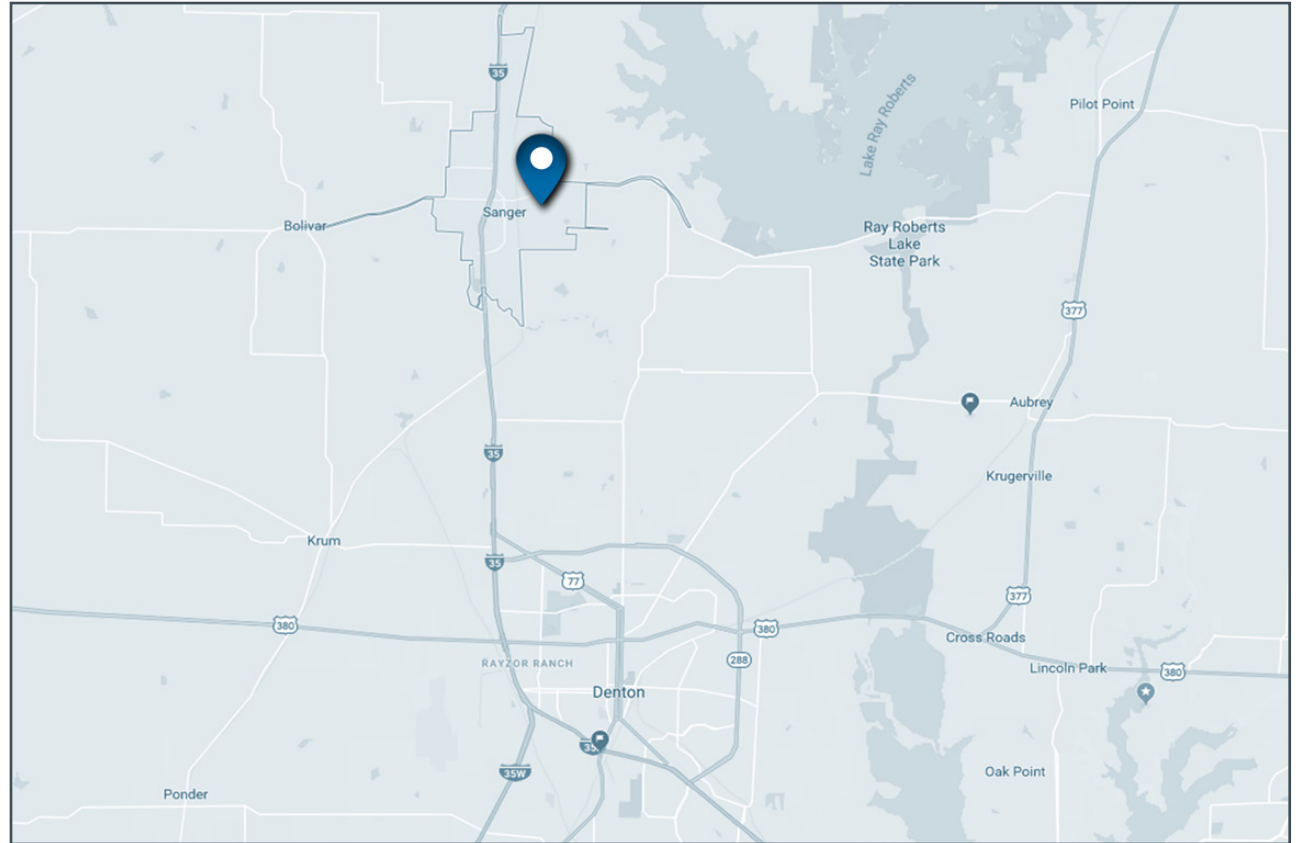 35
Pilot Point
Lake Ray Roberts
Sanger
Bolivar
Ray Roberts
Lake
State Park
377
Aubrey
35
Krugerville
Krum
35
77
377
380
380
Cross Roads
288
RAYZOR RANCH
Lincoln Park
380
Denton
35W
Oak Point
Ponder